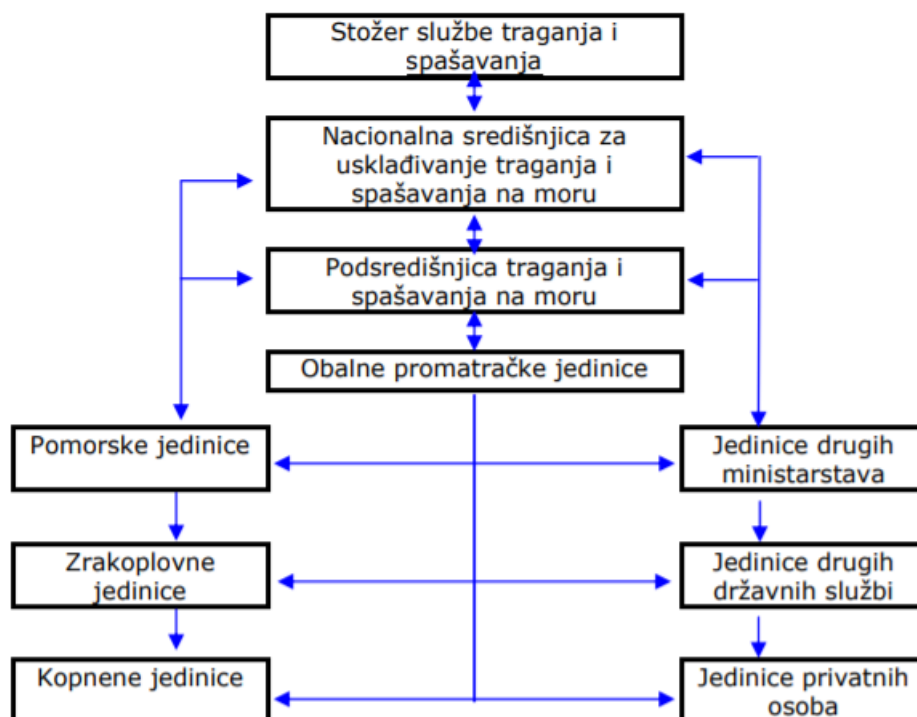 Stožer službe traganja i
spašavanja
Nacionalna središnjica za
usklađivanje traganja i
spašavanja na moru
Podsredišnjica traganja i
spašavanja na moru
Obalne promatračke jedinice
Pomorske jedinice
Jedinice drugih
ministarstava
Zrakoplovne
jedinice
Jedinice drugih
državnih službi
Kopnene jedinice
Jedinice privatnih
osoba